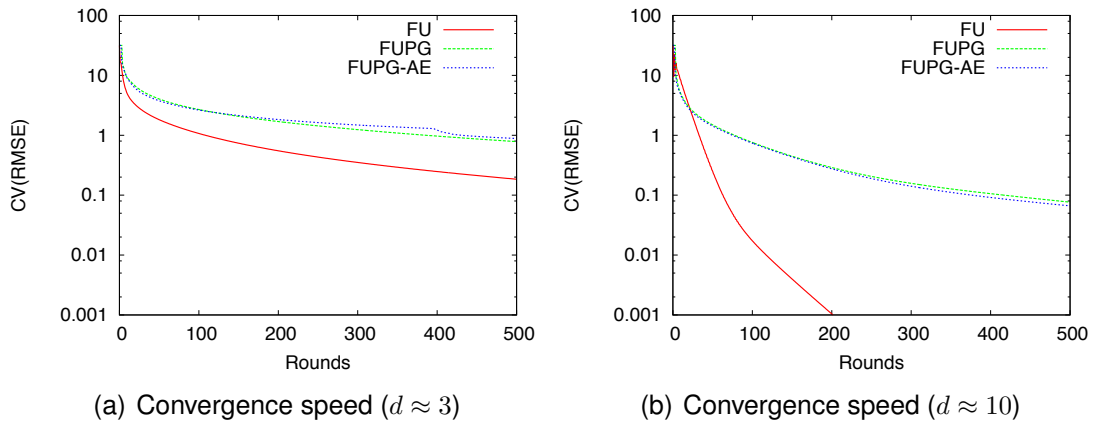 100
10
1
0.1
0.01
0.001
CV(RMSE)
FU
FUPG
FUPG-AE
0 100 200 300 400 500
Rounds
(a) Convergence speed (d ≈ 3)
100
10
1
0.1
0.01
0.001
CV(RMSE)
FU
FUPG
FUPG-AE
0 100 200 300 400 500
Rounds
(b) Convergence speed (d ≈ 10)